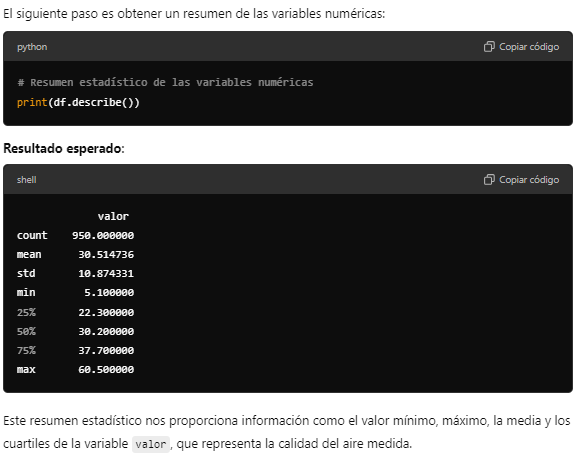 El siguiente paso es obtener un resumen de las variables numéricas:
python
Copiar código
# Resumen estadístico de las variables numéricas
print(df.describe())
Resultado esperado:
shell
Copiar código
valor
count 950.000000
mean 30.514736
std 10.874331
min 5.100000
25% 22.300000
50% 30.200000
75% 37.700000
max 60.500000
Este resumen estadístico nos proporciona información como el valor mínimo, máximo, la media y los
cuartiles de la variable valor, que representa la calidad del aire medida.